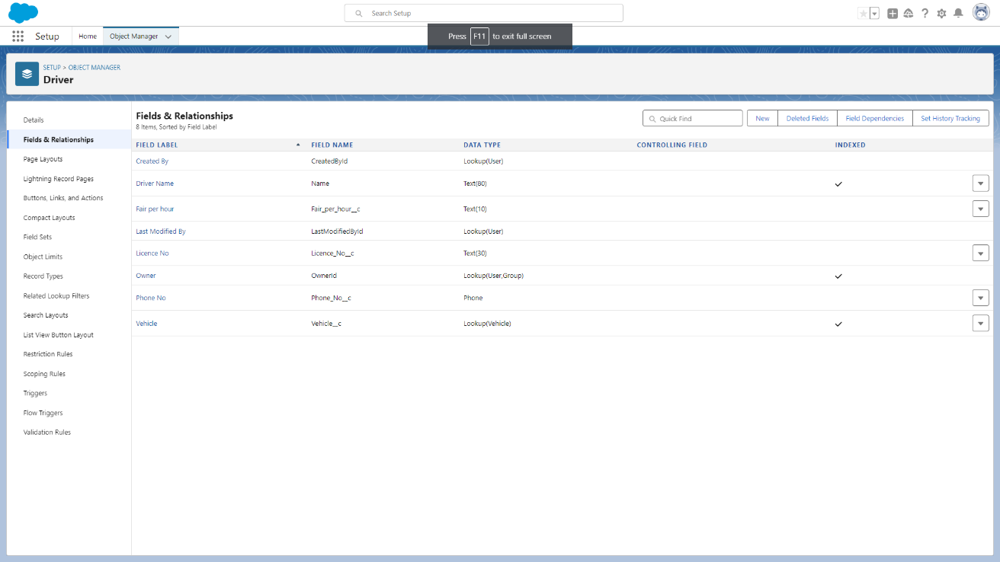 Search Setup
Setup
Home
Object Manager
Press F11 to exit full screen
SETUP > OBJECT MANAGER
Driver
Details
Fields & Relationships
Page Layouts
Lightning Record Pages
Buttons, Links, and Actions
Compact Layouts
Field Sets
Object Limits
Record Types
Related Lookup Filters
Search Layouts
List View Button Layout
Restriction Rules
Scoping Rules
Triggers
Flow Triggers
Validation Rules
Fields & Relationships
8 Items, Sorted by Field Label
Quick Find
New
Deleted Fields
Field Dependencies
Set History Tracking
FIELD LABEL FIELD NAME DATA TYPE CONTROLLING FIELD INDEXED
Created By CreatedById Lookup(User)
Driver Name Name Text(80)
Fair per hour Fair_per_hour__c Text(10)
Last Modified By LastModifiedById Lookup(User)
Licence No Licence_No__c Text(30)
Owner OwnerId Lookup(User,Group)
Phone No Phone_No__c Phone
Vehicle Vehicle__c Lookup(Vehicle)